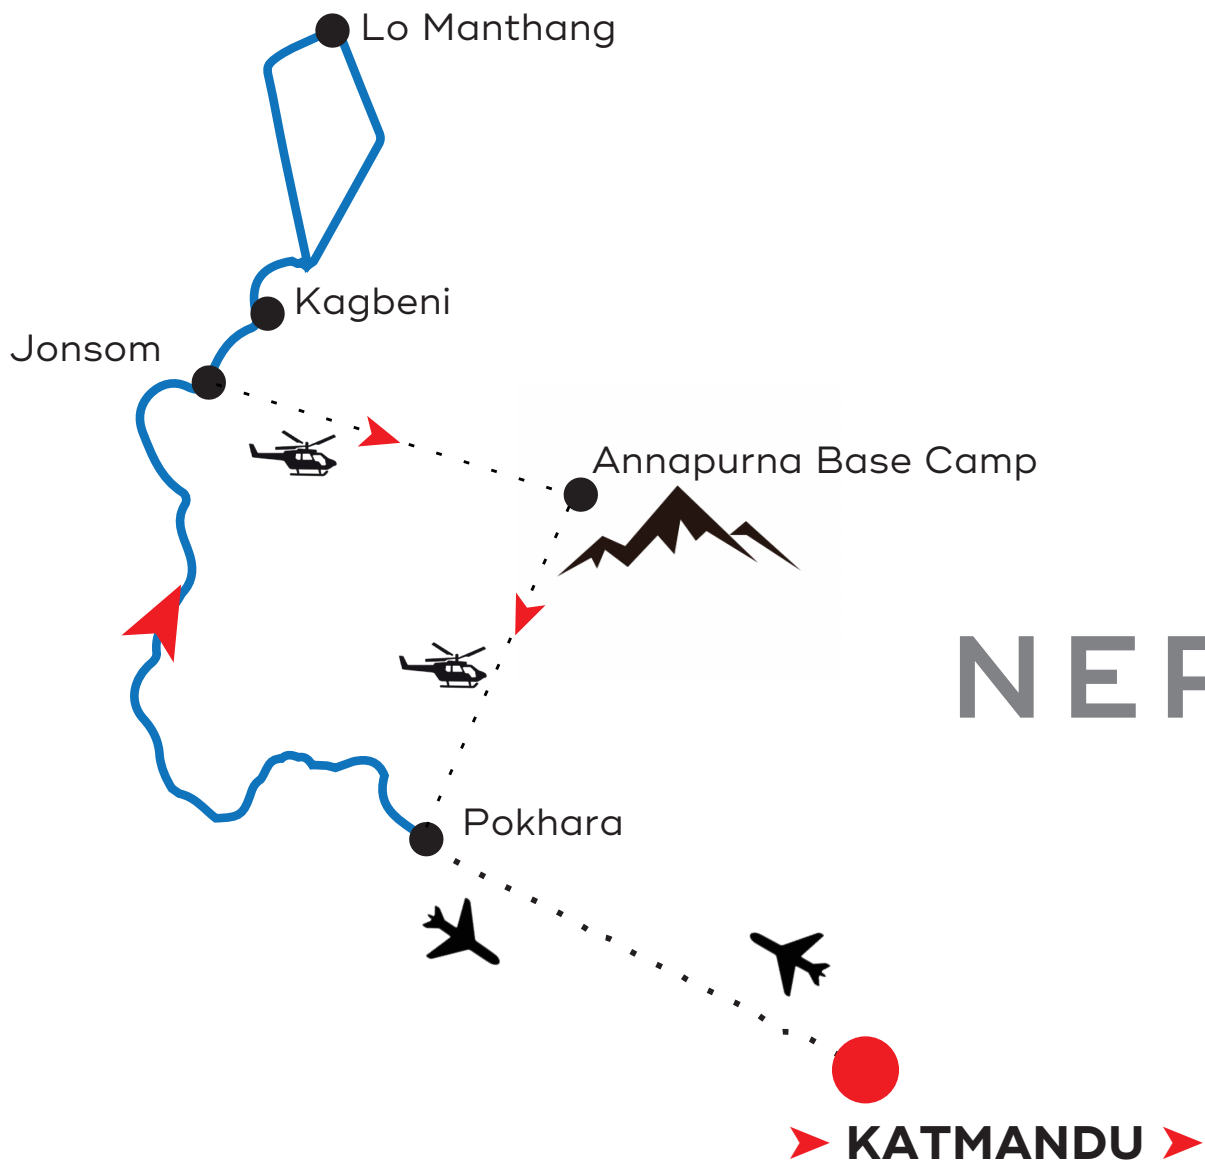 Lo Manthang
Kagbeni
Jonsom
Annapurna Base Camp
NEP
Pokhara
KATMANDU